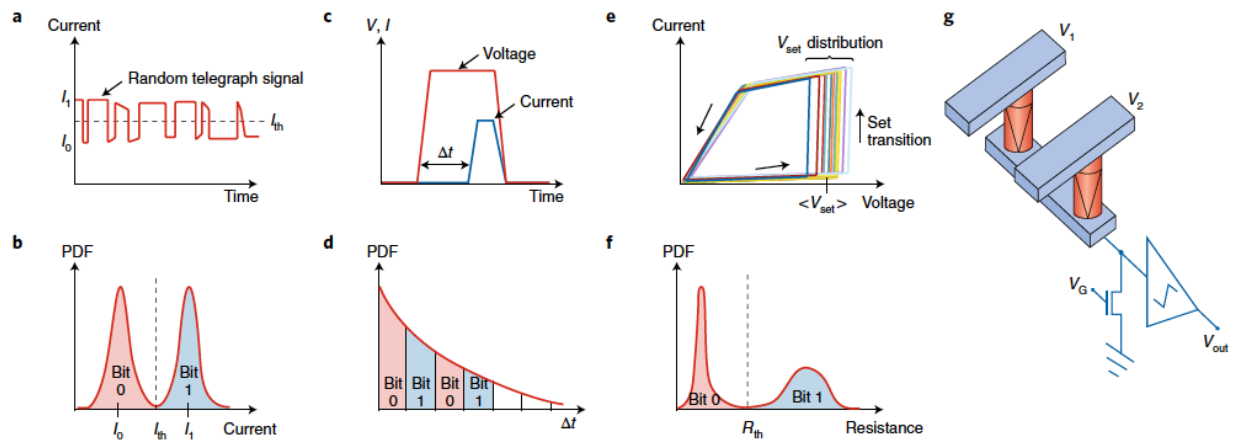 a
Current
Random telegraph signal
I1
Ith
I0
Time
b
PDF
Bit
0
Bit
1
I0
Ith
I1
Current
c
V, I
Voltage
Current
Δt
Time
d
PDF
Bit
0
Bit
1
Bit
0
Bit
1
Δt
e
Current
Vset distribution
Set
transition
<Vset>
Voltage
f
PDF
Bit 0
Bit 1
Rth
Resistance
g
V1
V2
VG
Vout